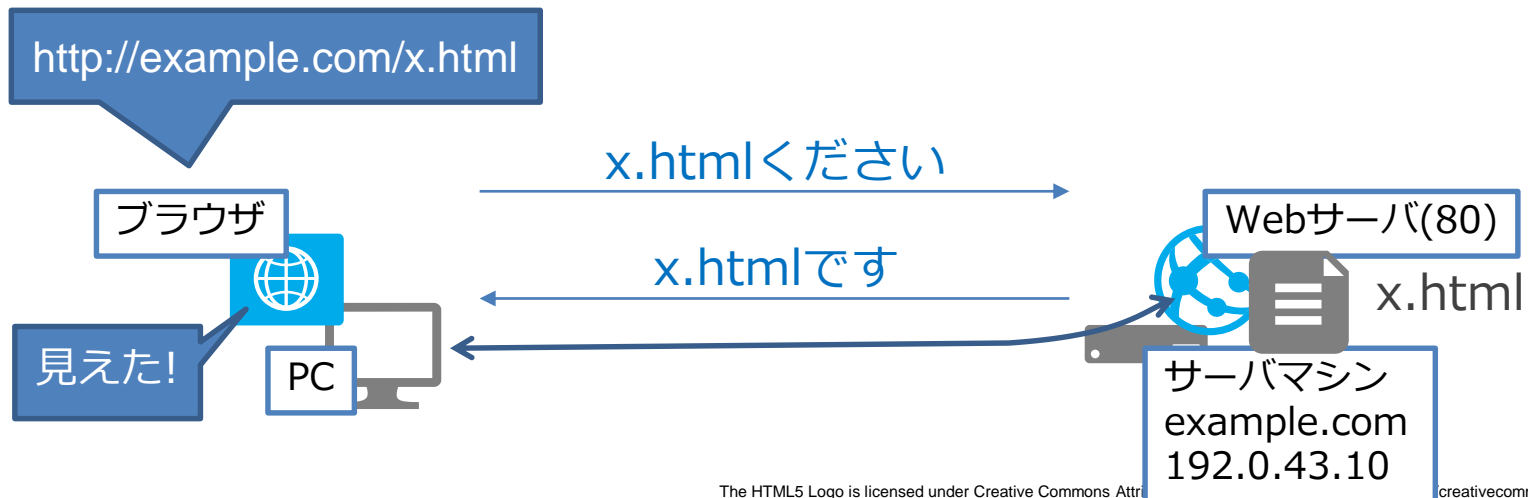 http://example.com/x.html
x.htmlください
ブラウザ
Webサーバ(80)
x.htmlです
x.html
見えた!
PC
サーバマシン
example.com
192.0.43.10
The HTML5 Logo is licensed under Creative Commons